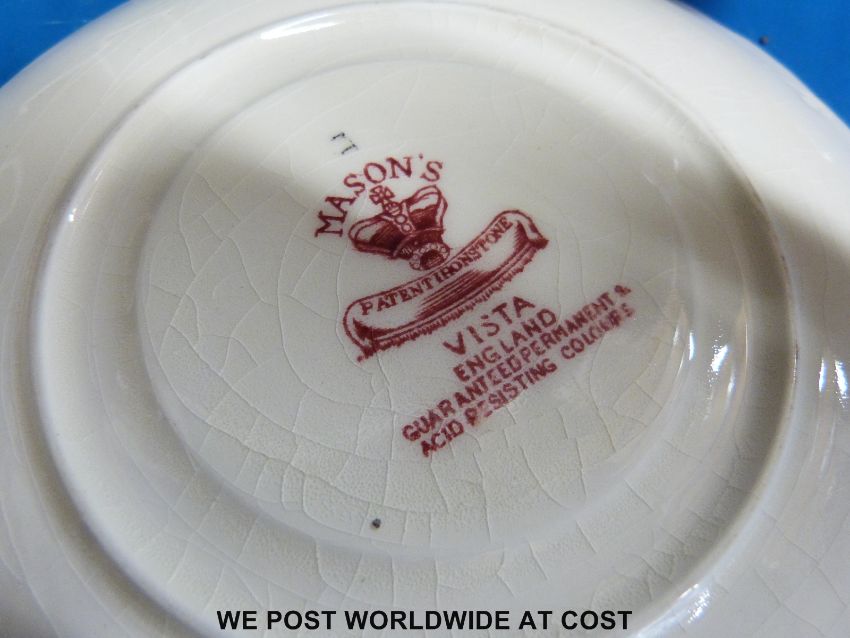 MASON'S
PATENT IRONSTONE
VISTA
ENGLAND
GUARANTEED PERMANENT &
ACID RESISTING COLOURS
WE POST WORLDWIDE AT COST